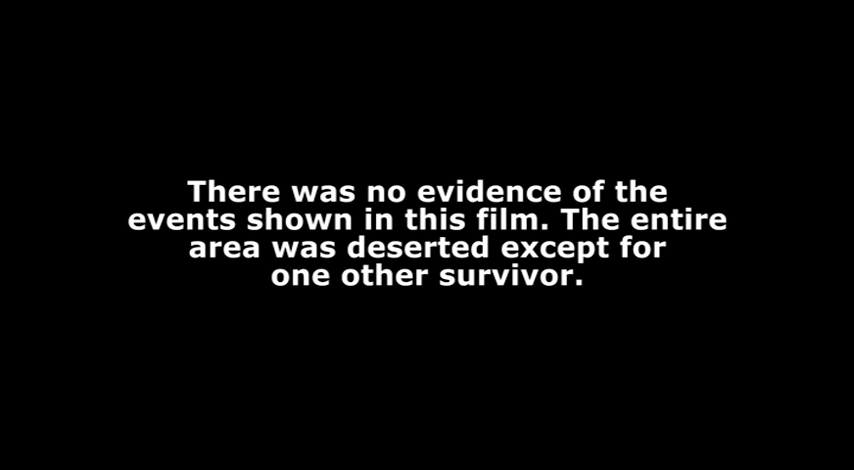 There was no evidence of the
events shown in this film. The entire
area was deserted except for
one other survivor.